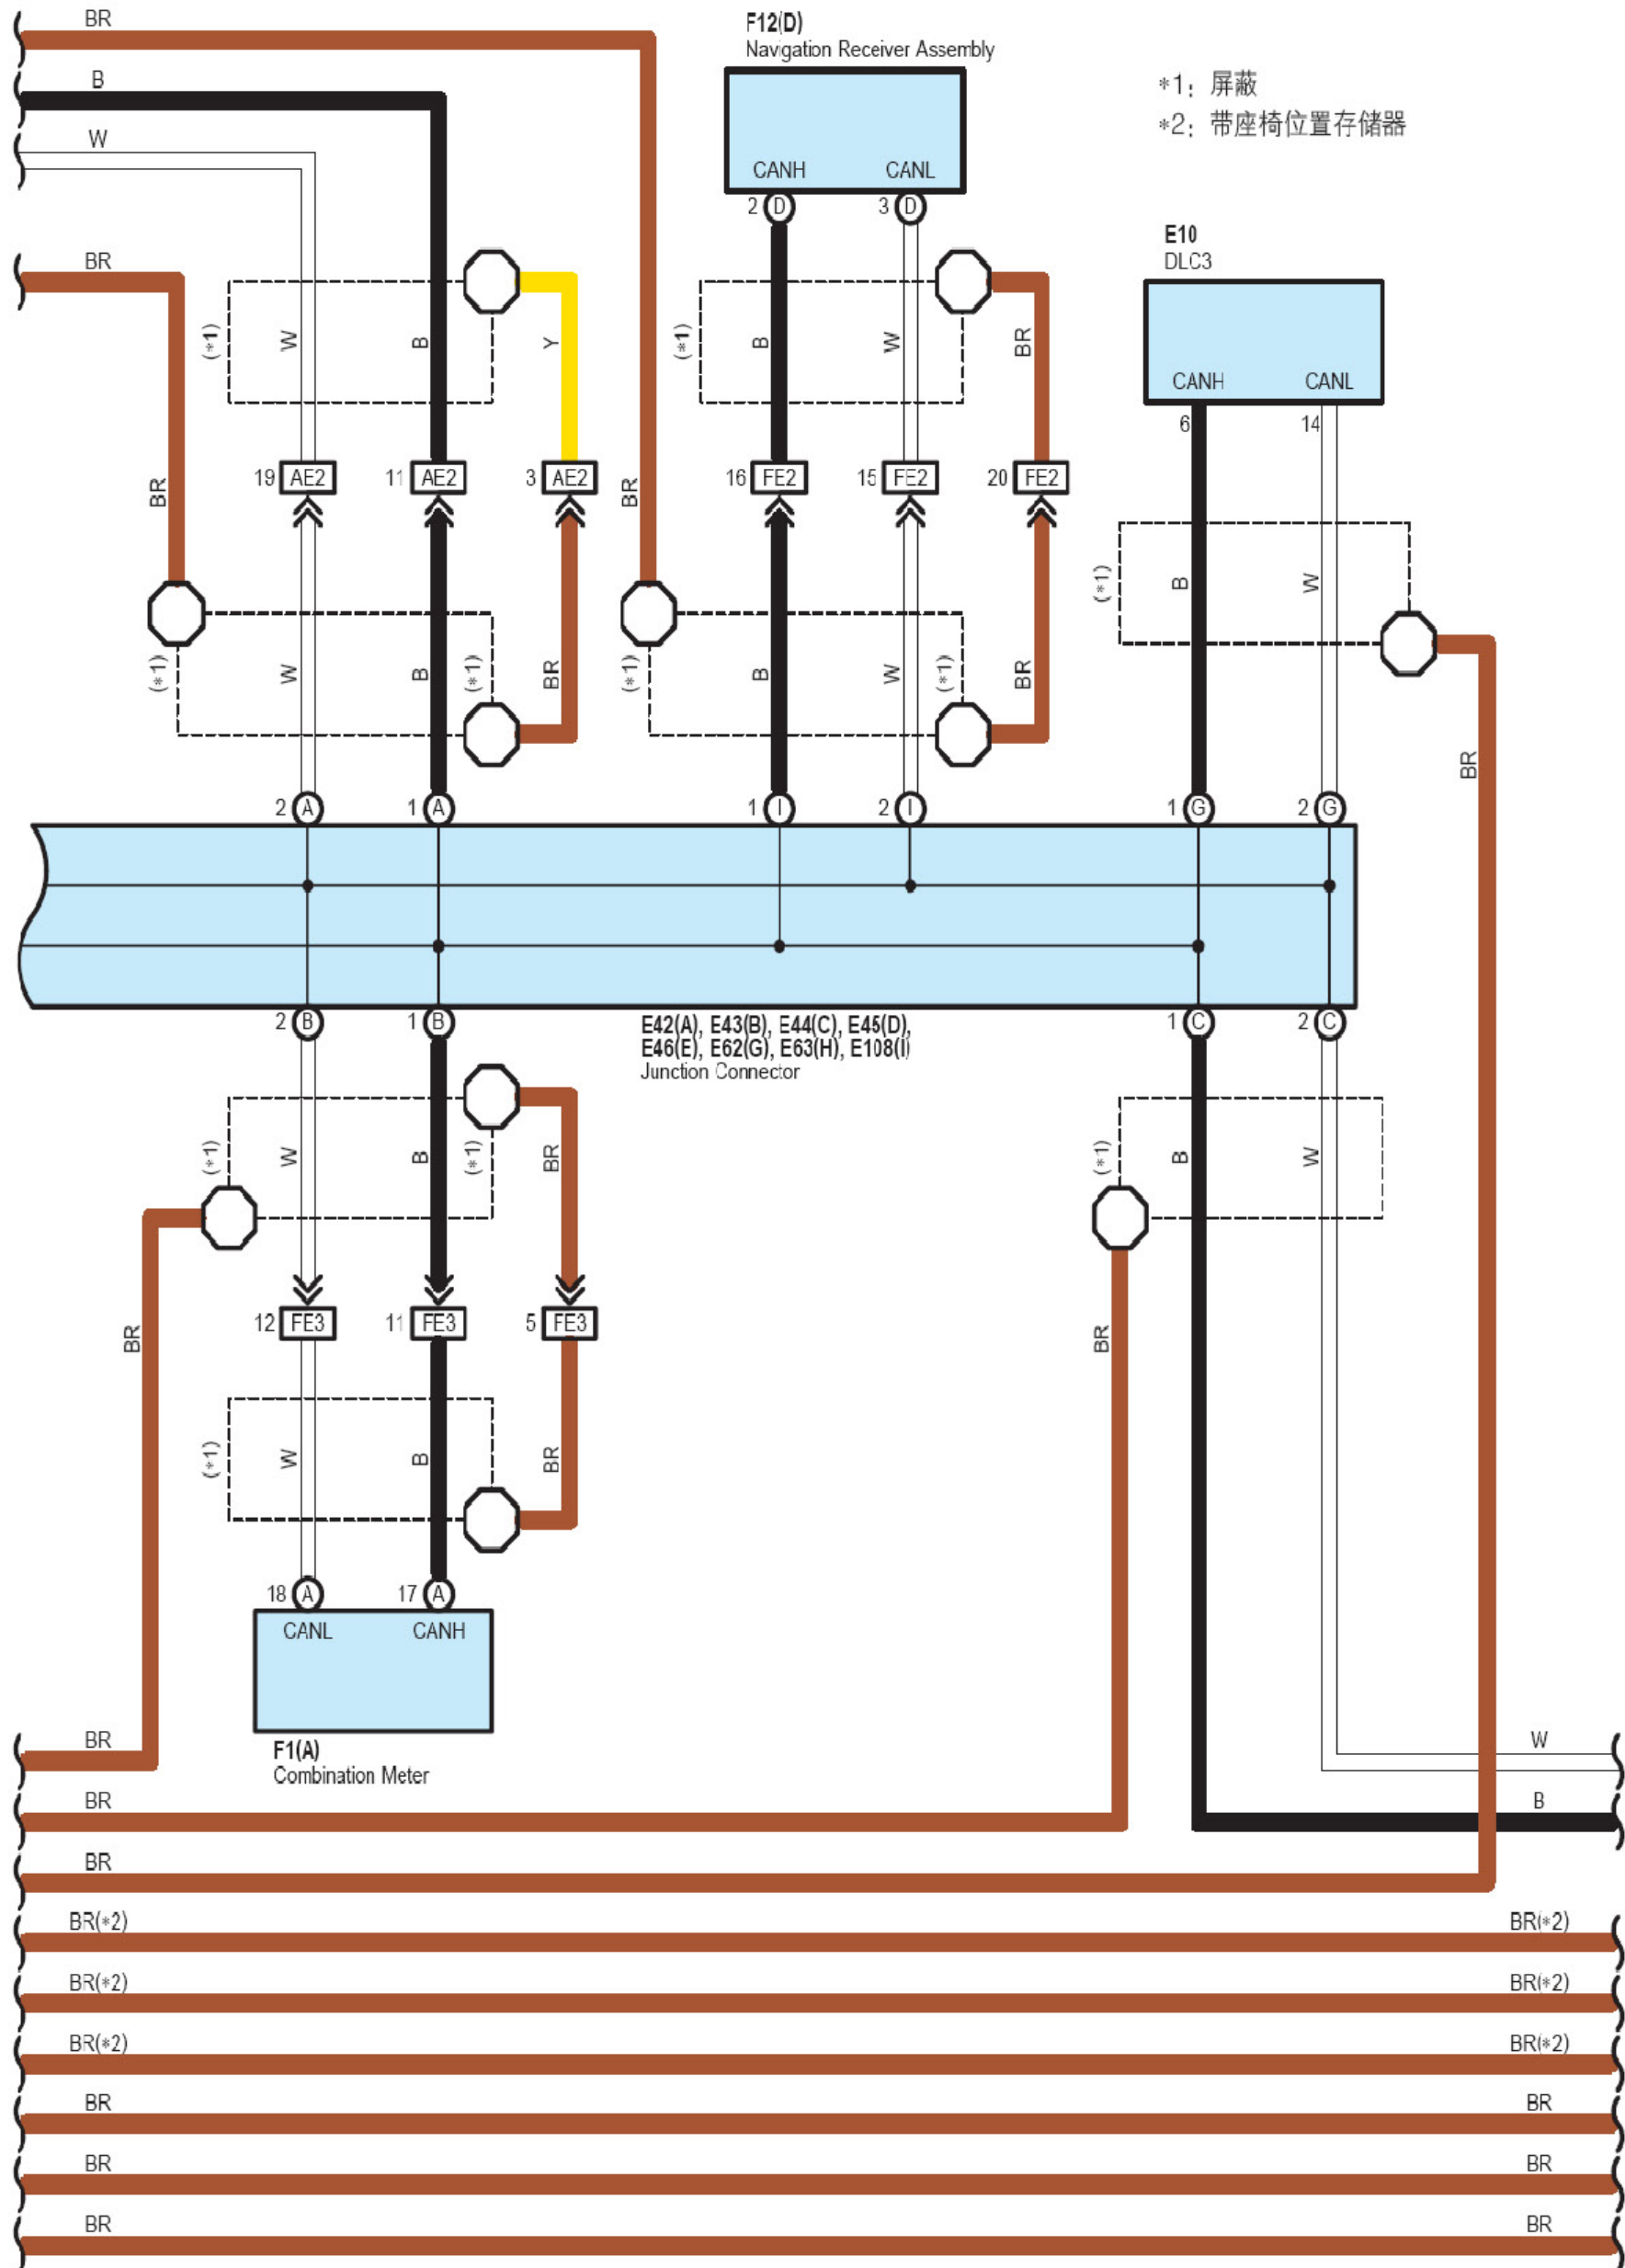 BR
F12(D)
Navigation Receiver Assembly
*1: 屏蔽
B
*2: 带座椅位置存储器
W
CANH CANL
2 D 3 D
E10
DLC3
BR
(*1) W B Y (*1) B W BR
CANH CANL
6 14
19 AE2 11 AE2 3 AE2 16 FE2 15 FE2 20 FE2
BR BR
(*1) B W
(*1) W B (*1) BR (*1) B W (*1) BR
BR
2 A 1 A 1 I 2 I 1 G 2 G
2 B 1 B 1 C 2 C
E42(A), E43(B), E44(C), E45(D),
E46(E), E62(G), E63(H), E108(I)
Junction Connector
(*1) W B (*1) BR (*1) B W
12 FE3 11 FE3 5 FE3
BR BR
(*1) W B BR
18 A 17 A
CANL CANH
F1(A)
Combination Meter
BR W
BR B
BR
BR(*2) BR(*2)
BR(*2) BR(*2)
BR(*2) BR(*2)
BR BR
BR BR
BR BR